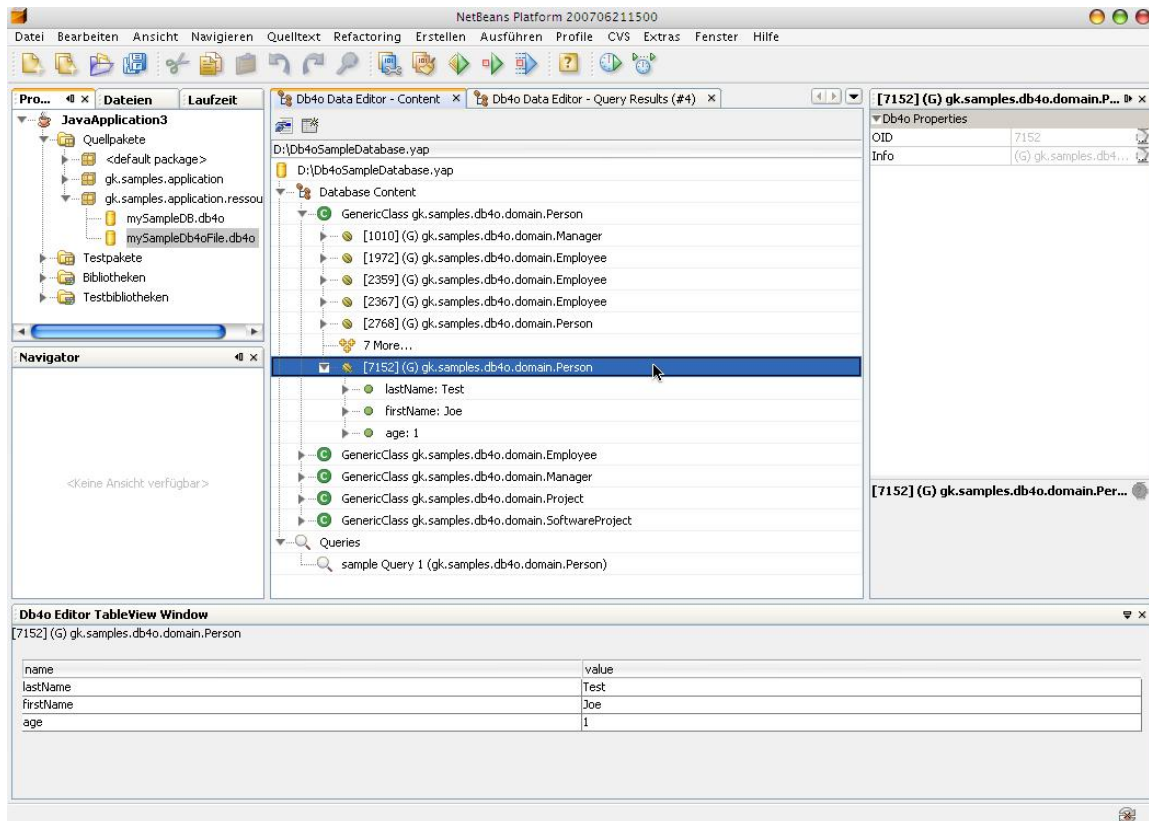 NetBeans Platform 200706211500
Datei Bearbeiten Ansicht Navigieren Quelltext Refactoring Erstellen Ausführen Profile CVS Extras Fenster Hilfe
Pro... Dateien Laufzeit
JavaApplication3
Quellpakete
<default package>
gk.samples.application
gk.samples.application.ressou
mySampleDB.db4o
mySampleDb4oFile.db4o
Testpakete
Bibliotheken
Testbibliotheken
Navigator
<Keine Ansicht verfügbar>
Db4o Data Editor - Content Db4o Data Editor - Query Results (#4)
D:\Db4oSampleDatabase.yap
D:\Db4oSampleDatabase.yap
Database Content
GenericClass gk.samples.db4o.domain.Person
[1010] (G) gk.samples.db4o.domain.Manager
[1972] (G) gk.samples.db4o.domain.Employee
[2359] (G) gk.samples.db4o.domain.Employee
[2367] (G) gk.samples.db4o.domain.Employee
[2768] (G) gk.samples.db4o.domain.Person
7 More...
[7152] (G) gk.samples.db4o.domain.Person
lastName: Test
firstName: Joe
age: 1
GenericClass gk.samples.db4o.domain.Employee
GenericClass gk.samples.db4o.domain.Manager
GenericClass gk.samples.db4o.domain.Project
GenericClass gk.samples.db4o.domain.SoftwareProject
Queries
sample Query 1 (gk.samples.db4o.domain.Person)
[7152] (G) gk.samples.db4o.domain.P...
Db4o Properties
OID 7152
Info (G) gk.samples.db4...
[7152] (G) gk.samples.db4o.domain.Per...
Db4o Editor TableView Window
[7152] (G) gk.samples.db4o.domain.Person
name value
lastName Test
firstName Joe
age 1